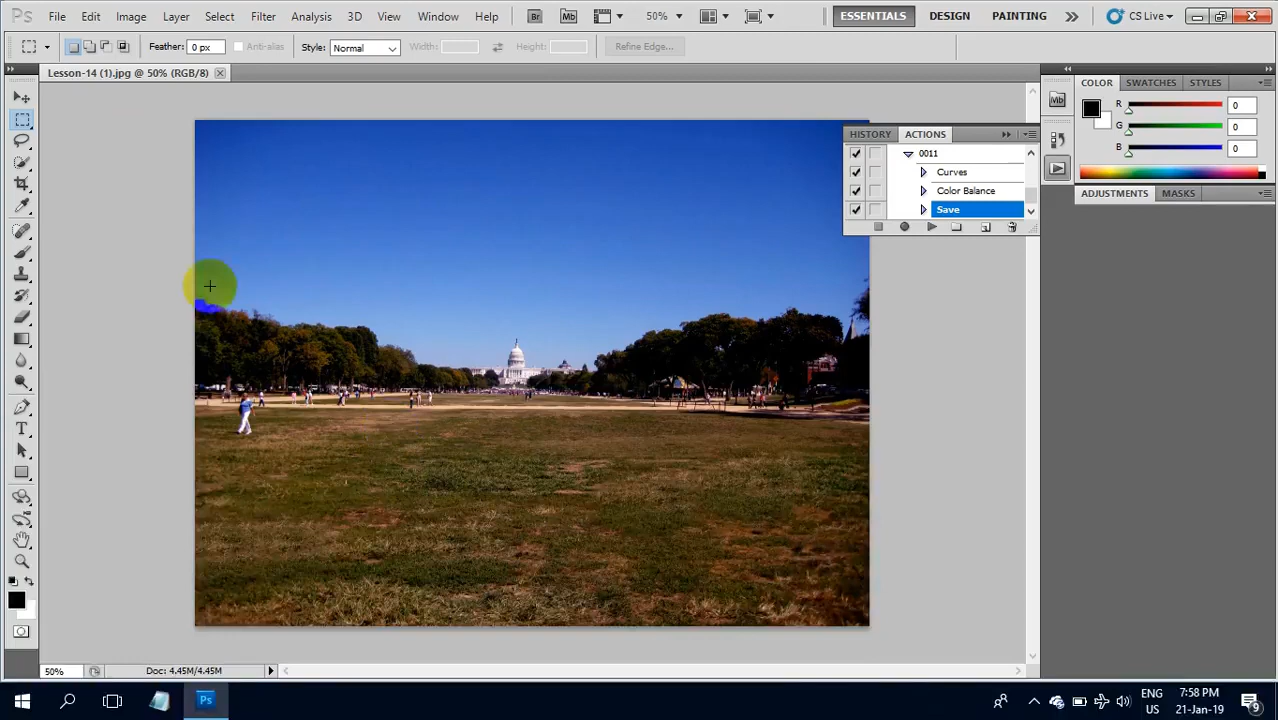 Ps File Edit Image Layer Select Filter Analysis 3D View Window Help Br Mb 50% ESSENTIALS DESIGN PAINTING CS Live
Feather: 0 px Anti-alias Style: Normal Width: Height: Refine Edge...
Lesson-14 (1).jpg @ 50% (RGB/8)
Mb
COLOR SWATCHES STYLES
R 0
G 0
B 0
ADJUSTMENTS MASKS
HISTORY ACTIONS
0011
Curves
Color Balance
Save
50% Doc: 4.45M/4.45M
Ps
ENG
US
7:58 PM
21-Jan-19
9